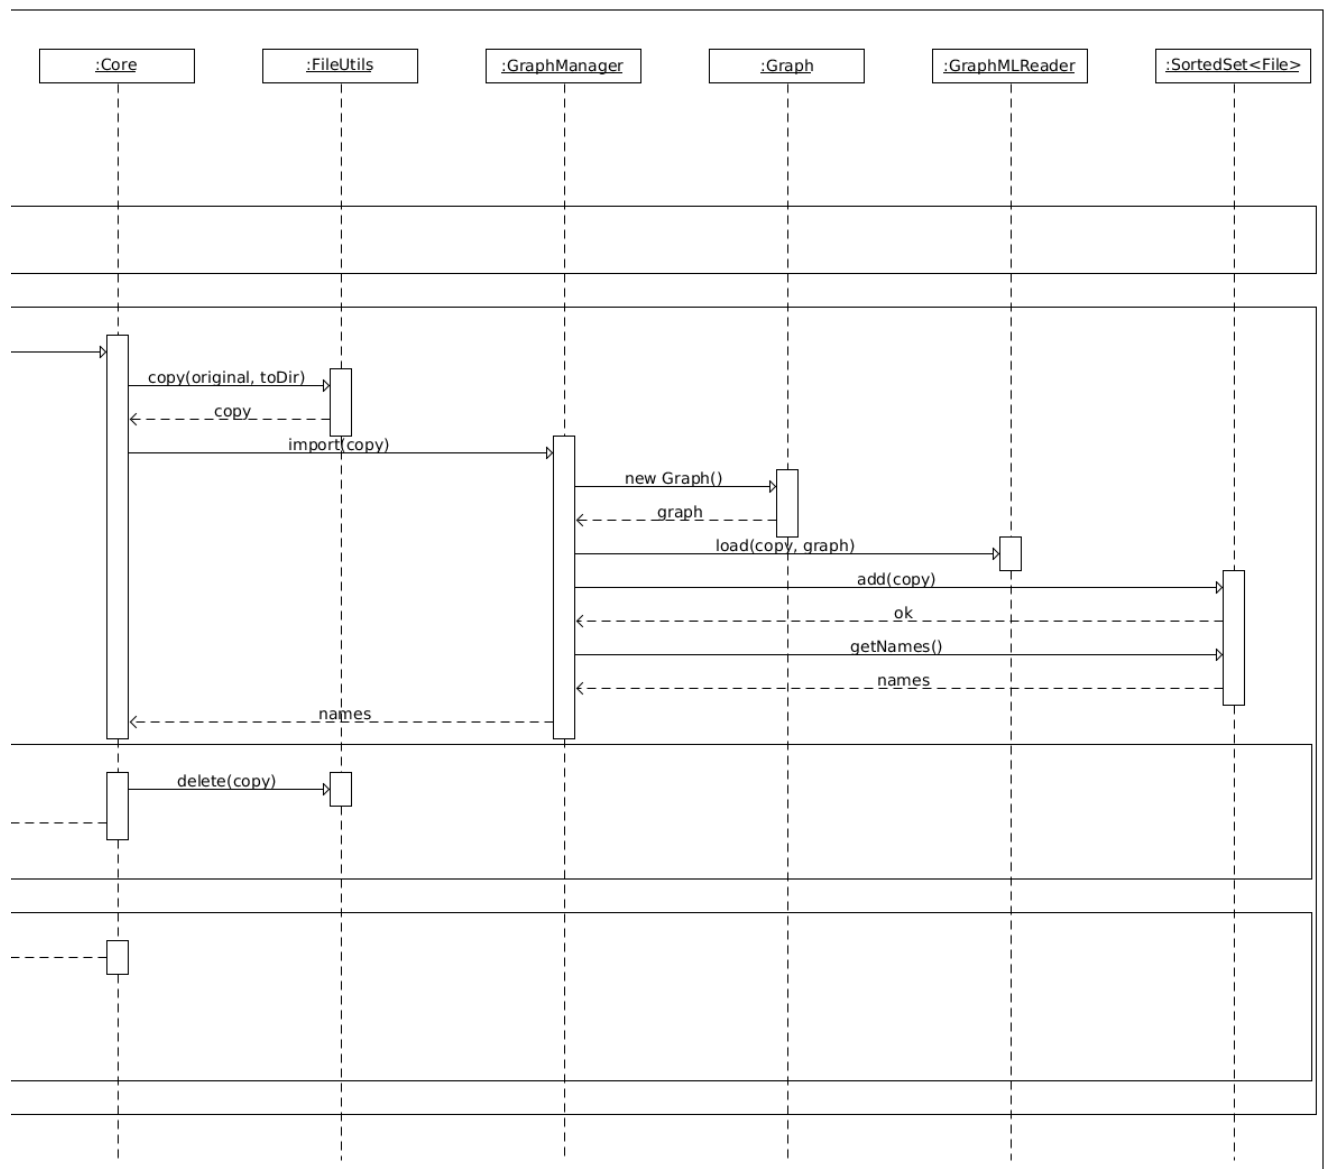 :Core
:FileUtils
:GraphManager
:Graph
:GraphMLReader
:SortedSet<File>
copy(original, toDir)
copy
import(copy)
new Graph()
graph
load(copy, graph)
add(copy)
ok
getNames()
names
names
delete(copy)